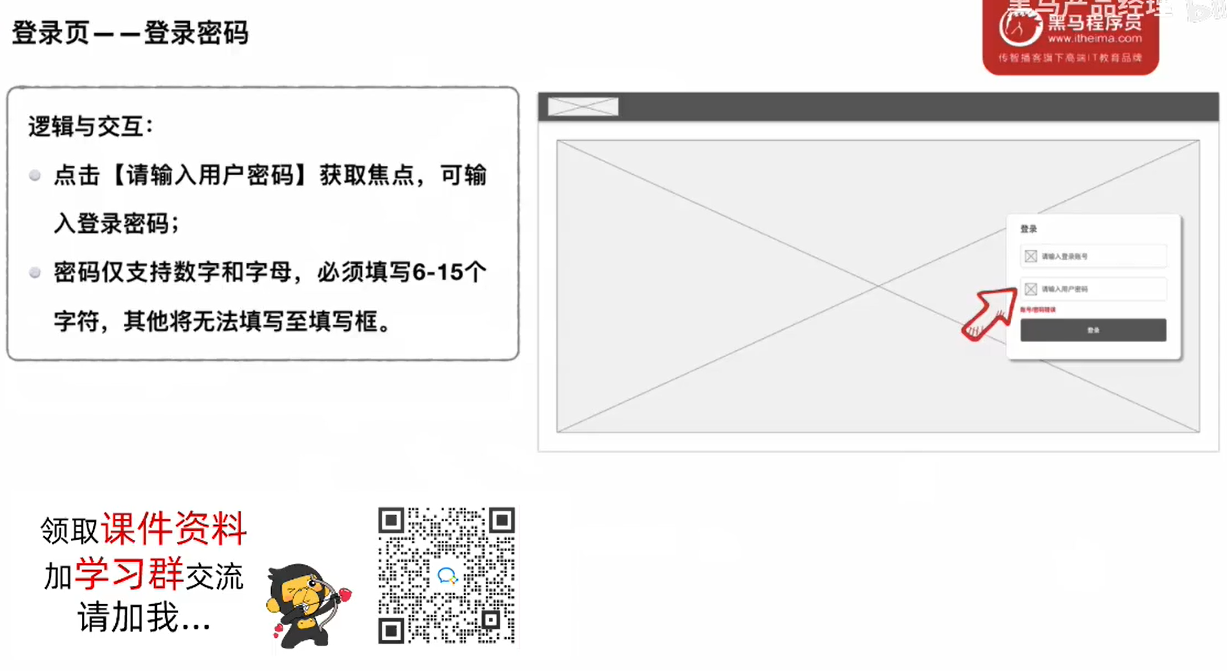 登录页——登录密码
黑马产品经理
黑马程序员
www.itheima.com
传智播客旗下高端IT教育品牌
逻辑与交互：
点击【请输入用户密码】获取焦点，可输
入登录密码；
密码仅支持数字和字母，必须填写6-15个
字符，其他将无法填写至填写框。
登录
请输入登录账号
请输入用户密码
账号/密码错误
登录
领取课件资料
加学习群交流
请加我...